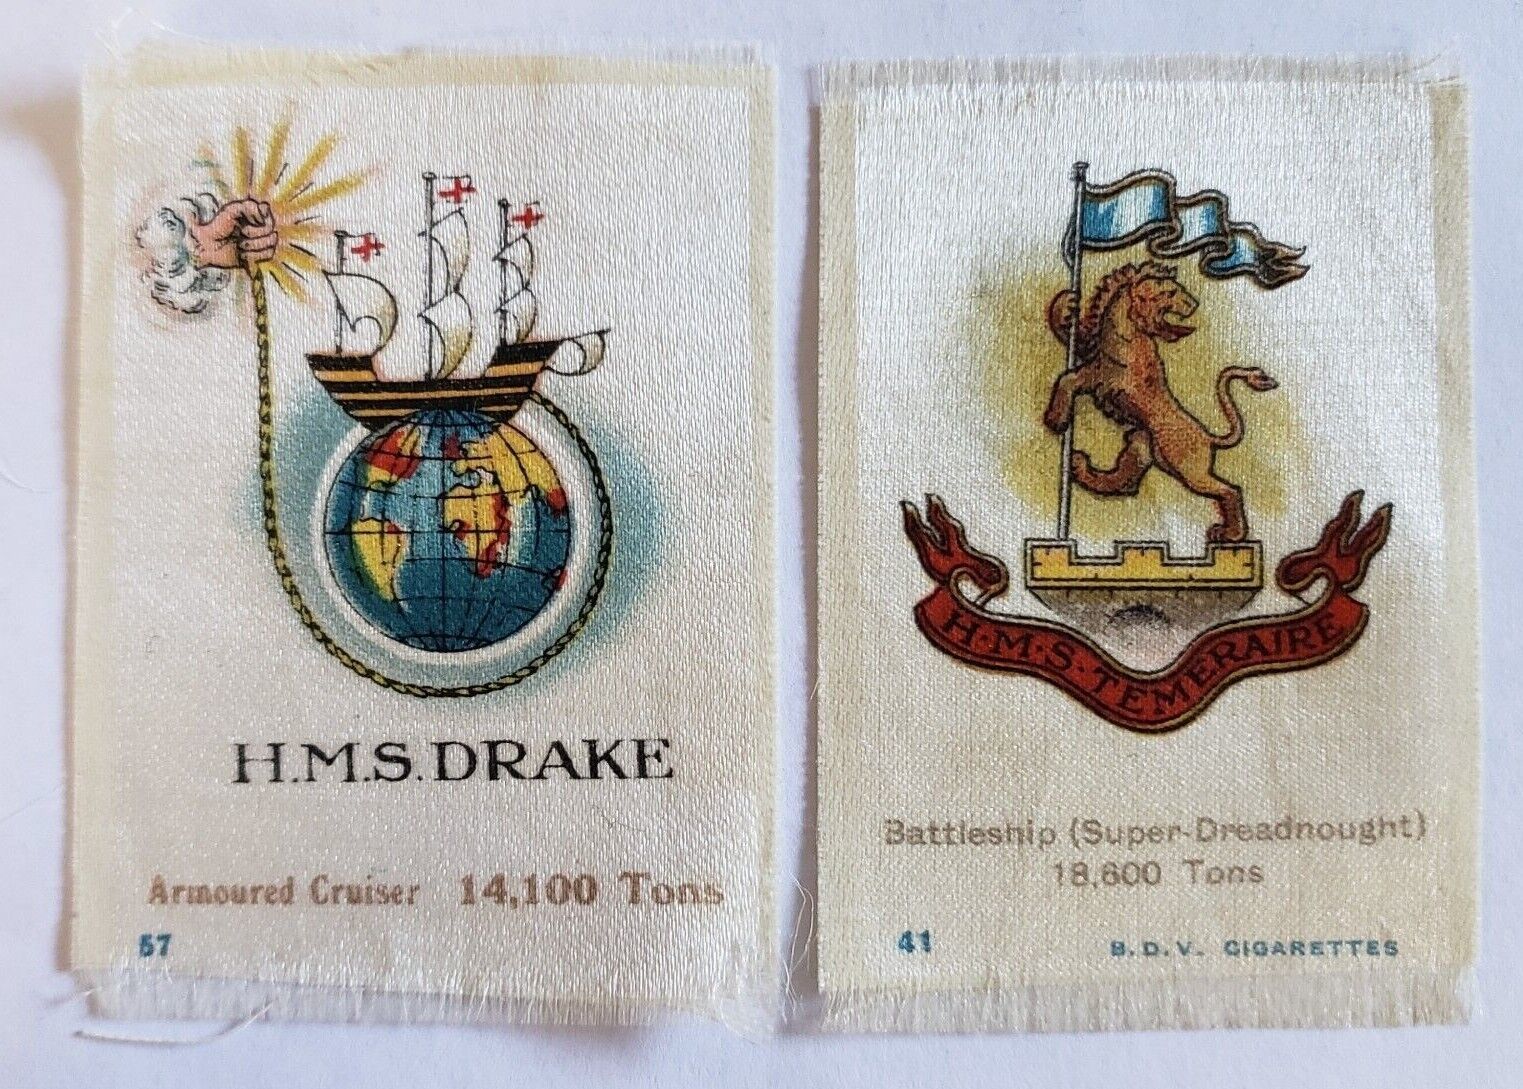 H.M.S. DRAKE
Armoured Cruiser 14,100 Tons
57
H·M·S·TEMERAIRE
Battleship (Super-Dreadnought)
18,600 Tons
41 B.D.V. CIGARETTES